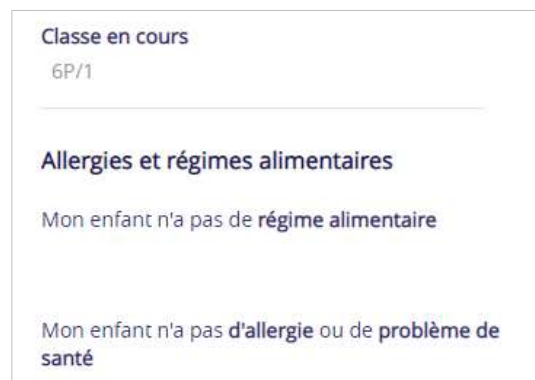 Classe en cours
6P/1
Allergies et régimes alimentaires
Mon enfant n'a pas de régime alimentaire
Mon enfant n'a pas d'allergie ou de problème de
santé